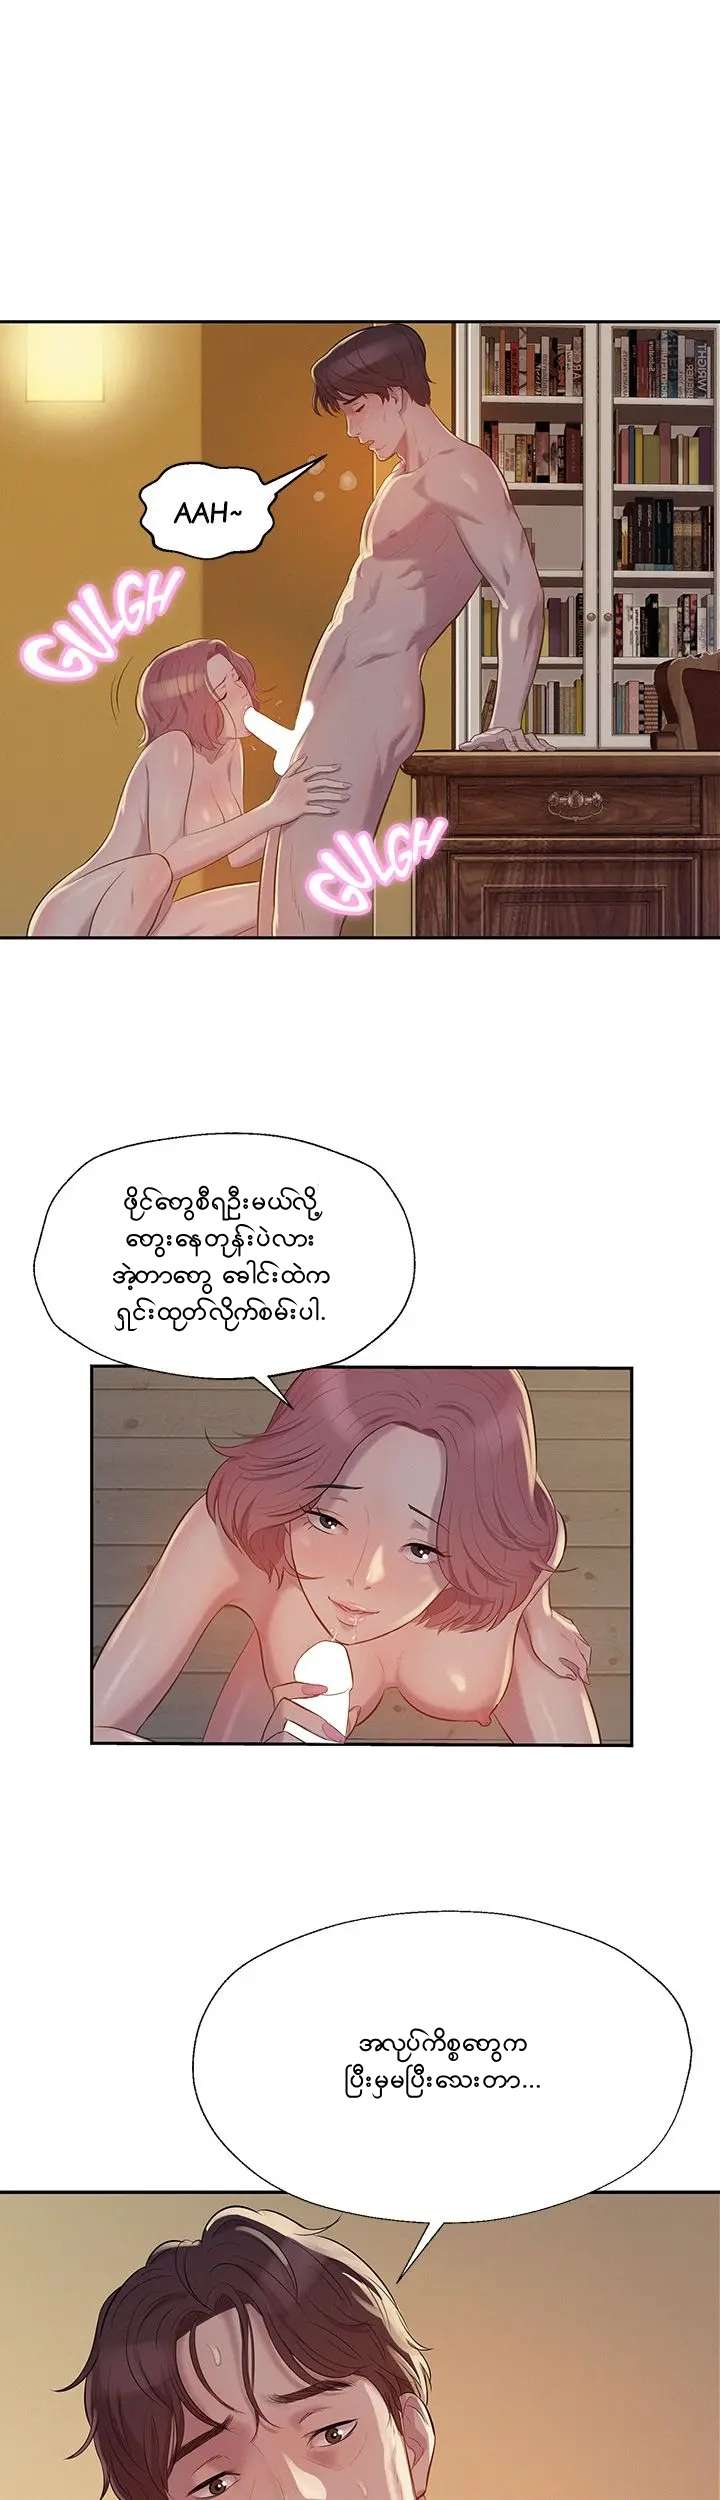 AAH~
GULGH
GULGH
WRIGHT
ဖိုင်တွေစီရဦးမယ်လို့
တွေးနေတုန်းပဲလား
အဲ့တာတွေ ခေါင်းထဲက
ရှင်းထုတ်လိုက်စမ်းပါ.
အလုပ်ကိစ္စတွေက
ပြီးမှမပြီးသေးတာ...